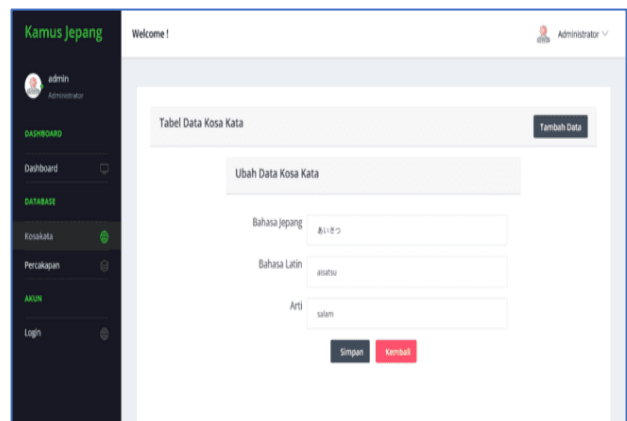 Kamus Jepang
Welcome !
Administrator
admin
Administrator
DASHBOARD
Dashboard
DATABASE
Kosakata
Percakapan
AKUN
Login
Tabel Data Kosa Kata
Tambah Data
Ubah Data Kosa Kata
Bahasa Jepang
あいさつ
Bahasa Latin
aisatsu
Arti
salam
Simpan
Kembali